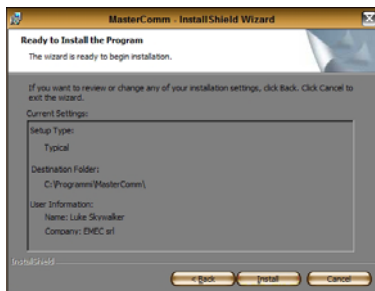 MasterComm - InstallShield Wizard
Ready to Install the Program
The wizard is ready to begin installation.
If you want to review or change any of your installation settings, click Back. Click Cancel to
exit the wizard.
Current Settings:
Setup Type:
Typical
Destination Folder:
C:\Programmi\MasterComm\
User Information:
Name: Luke Skywalker
Company: EMEC srl
InstallShield
< Back
Install
Cancel